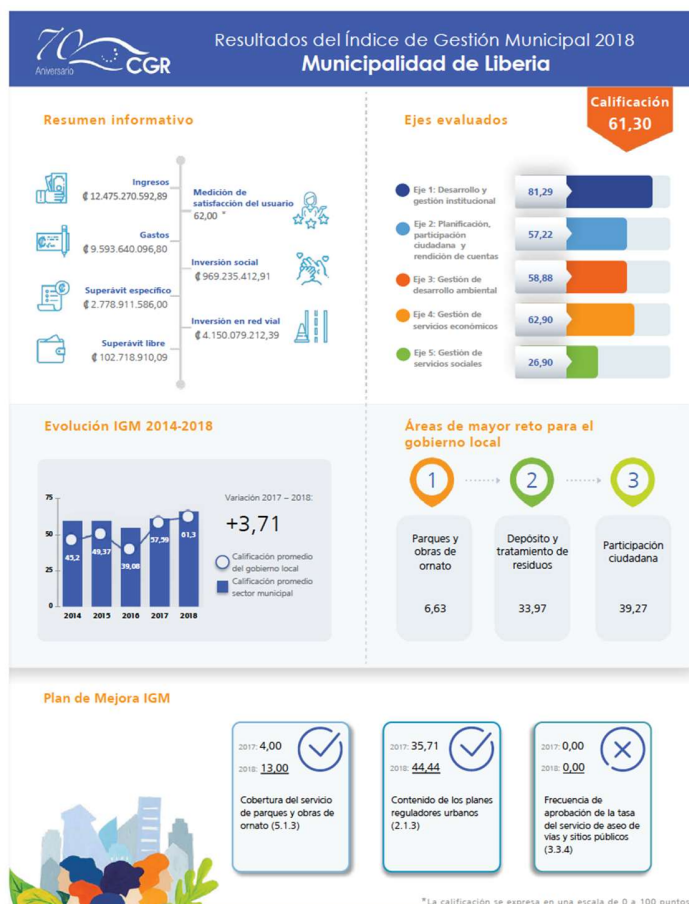 70
Aniversario
CGR
Resultados del Índice de Gestión Municipal 2018
Municipalidad de Liberia
Resumen informativo
Ingresos
₡ 12.475.270.592,89
Medición de
satisfacción del usuario
62,00 *
Gastos
₡ 9.593.640.096,80
Inversión social
₡ 969.235.412,91
Superávit específico
₡ 2.778.911.586,00
Inversión en red vial
₡ 4.150.079.212,39
Superávit libre
₡ 102.718.910,09
Ejes evaluados
Calificación
61,30
Eje 1: Desarrollo y
gestión institucional
81,29
Eje 2: Planificación,
participación
ciudadana y
rendición de cuentas
57,22
Eje 3: Gestión de
desarrollo ambiental
58,88
Eje 4: Gestión de
servicios económicos
62,90
Eje 5: Gestión de
servicios sociales
26,90
Evolución IGM 2014-2018
75
50
25
0
45,2
49,37
39,08
57,59
61,3
2014 2015 2016 2017 2018
Variación 2017 – 2018:
+3,71
Calificación promedio
del gobierno local
Calificación promedio
sector municipal
Áreas de mayor reto para el
gobierno local
1
2
3
Parques y
obras de
ornato
6,63
Depósito y
tratamiento de
residuos
33,97
Participación
ciudadana
39,27
Plan de Mejora IGM
2017: 4,00
2018: 13,00
Cobertura del servicio
de parques y obras de
ornato (5.1.3)
2017: 35,71
2018: 44,44
Contenido de los planes
reguladores urbanos
(2.1.3)
2017: 0,00
2018: 0,00
Frecuencia de
aprobación de la tasa
del servicio de aseo de
vías y sitios públicos
(3.3.4)
*La calificación se expresa en una escala de 0 a 100 puntos